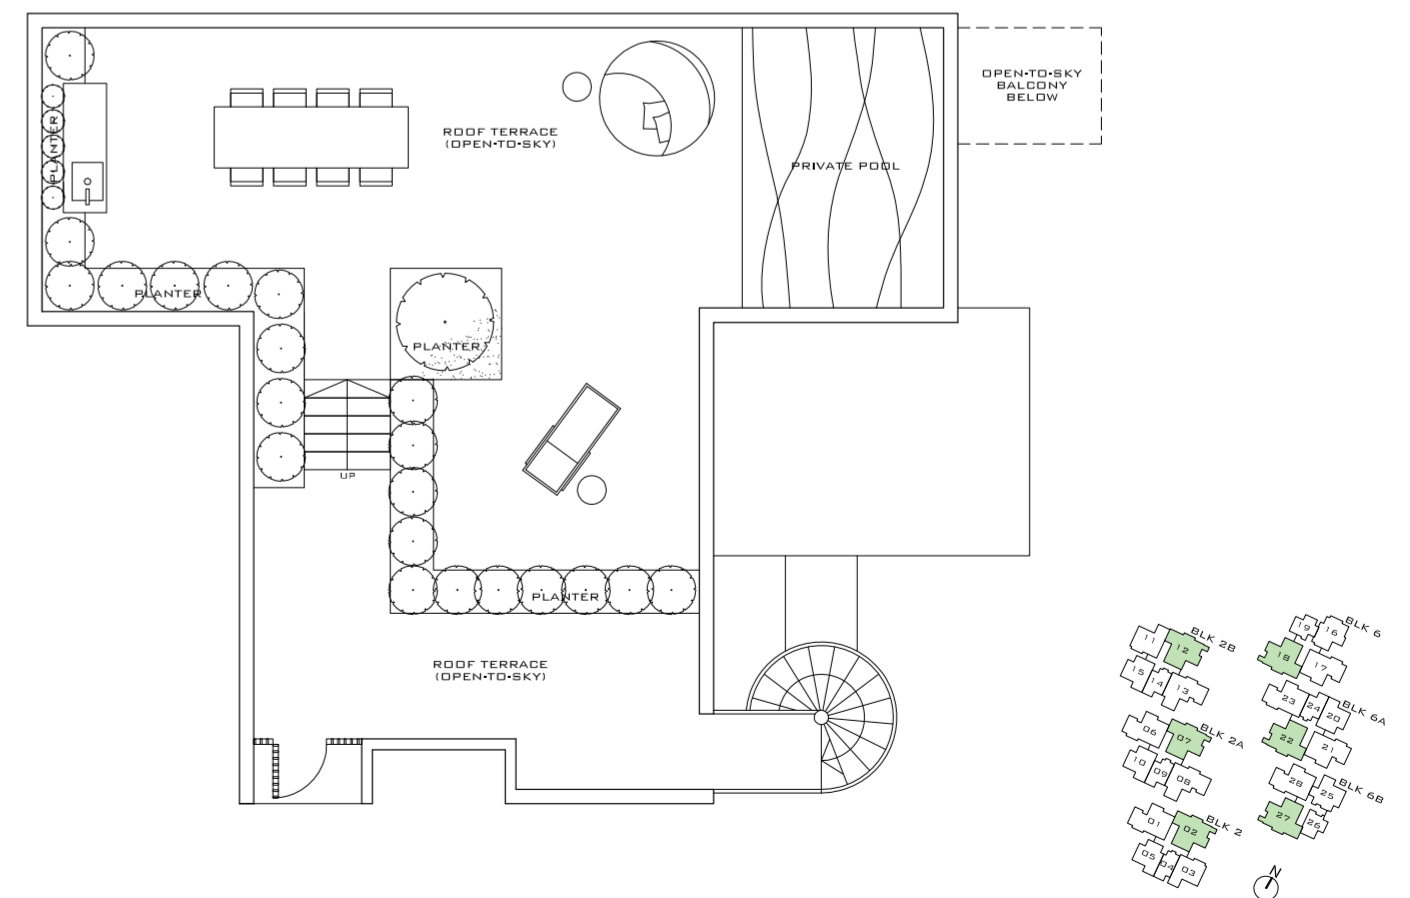 OPEN-TO-SKY
BALCONY
BELOW
ROOF TERRACE
(OPEN-TO-SKY)
PLANTER
PRIVATE POOL
PLANTER
PLANTER
UP
PLANTER
ROOF TERRACE
(OPEN-TO-SKY)
BLK 2B
11
12
15
14
13
BLK 2A
06
07
10
09
08
BLK 2
01
02
05
04
03
BLK 6
19
16
18
17
BLK 6A
23
24
20
22
21
BLK 6B
28
25
27
26
N